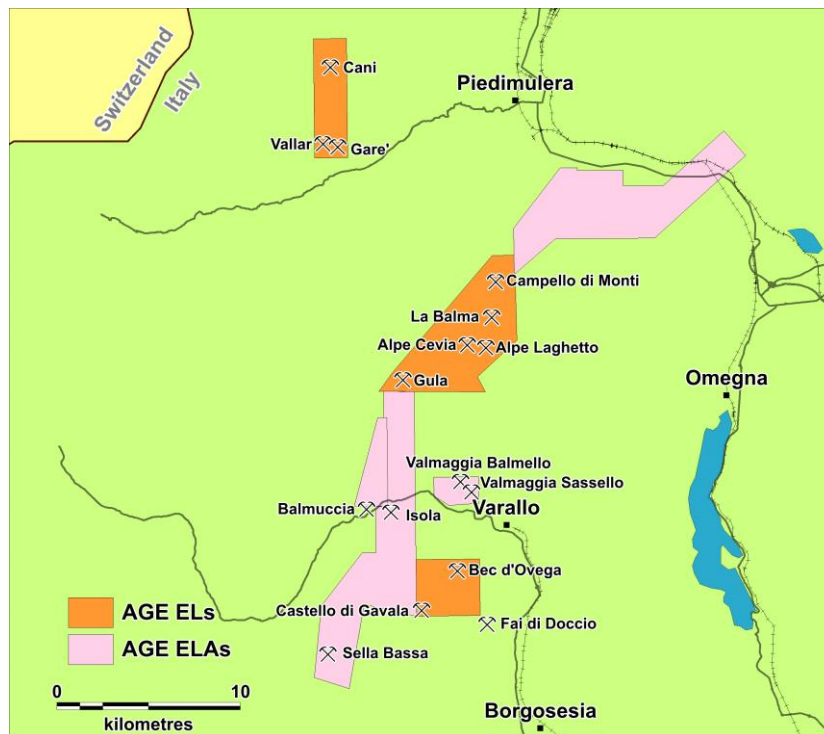 Switzerland
Italy
Cani
Piedimulera
Vallar
Gare'
Campello di Monti
La Balma
Alpe Cevia
Alpe Laghetto
Gula
Omegna
Valmaggia Balmello
Valmaggia Sassello
Balmuccia
Isola
Varallo
Bec d'Ovega
AGE ELs
Castello di Gavala
Fai di Doccio
AGE ELAs
Sella Bassa
0 10
kilometres
Borgosesia